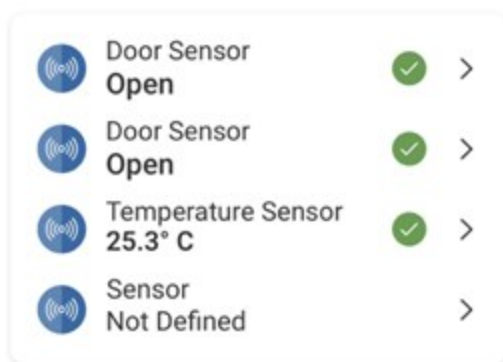 Door Sensor
Open
Door Sensor
Open
Temperature Sensor
25.3° C
Sensor
Not Defined